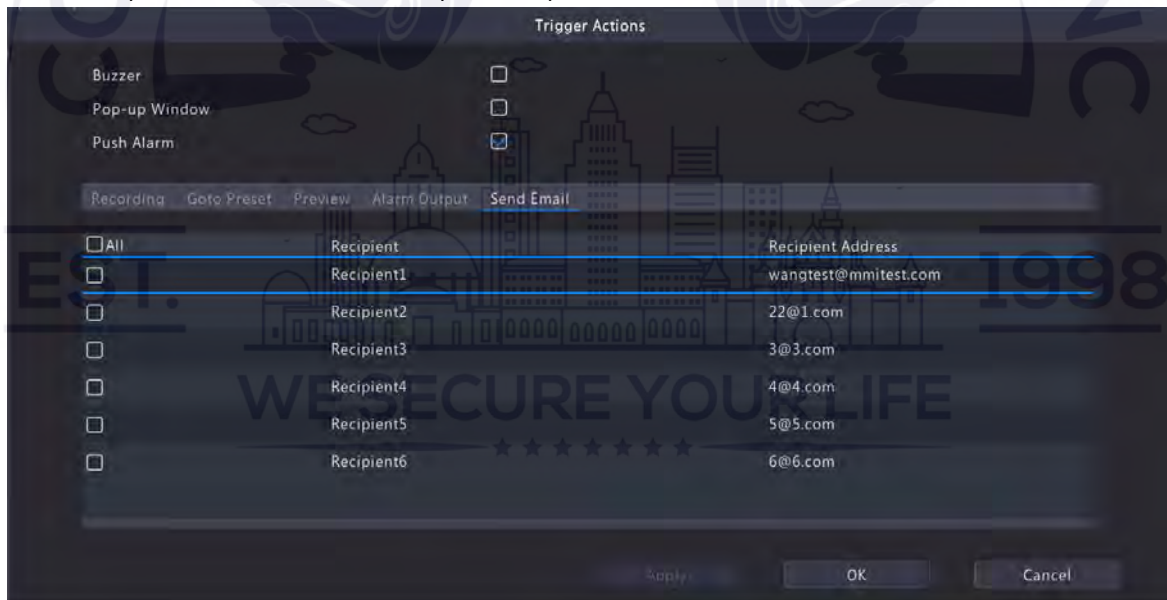 Trigger Actions
Buzzer
Pop-up Window
Push Alarm
Recording Goto Preset Preview Alarm Output Send Email
All Recipient Recipient Address
Recipient1 wangtest@mmitest.com
Recipient2 22@1.com
Recipient3 3@3.com
Recipient4 4@4.com
Recipient5 5@5.com
Recipient6 6@6.com
EST. 1998
WE SECURE YOUR LIFE
Apply OK Cancel